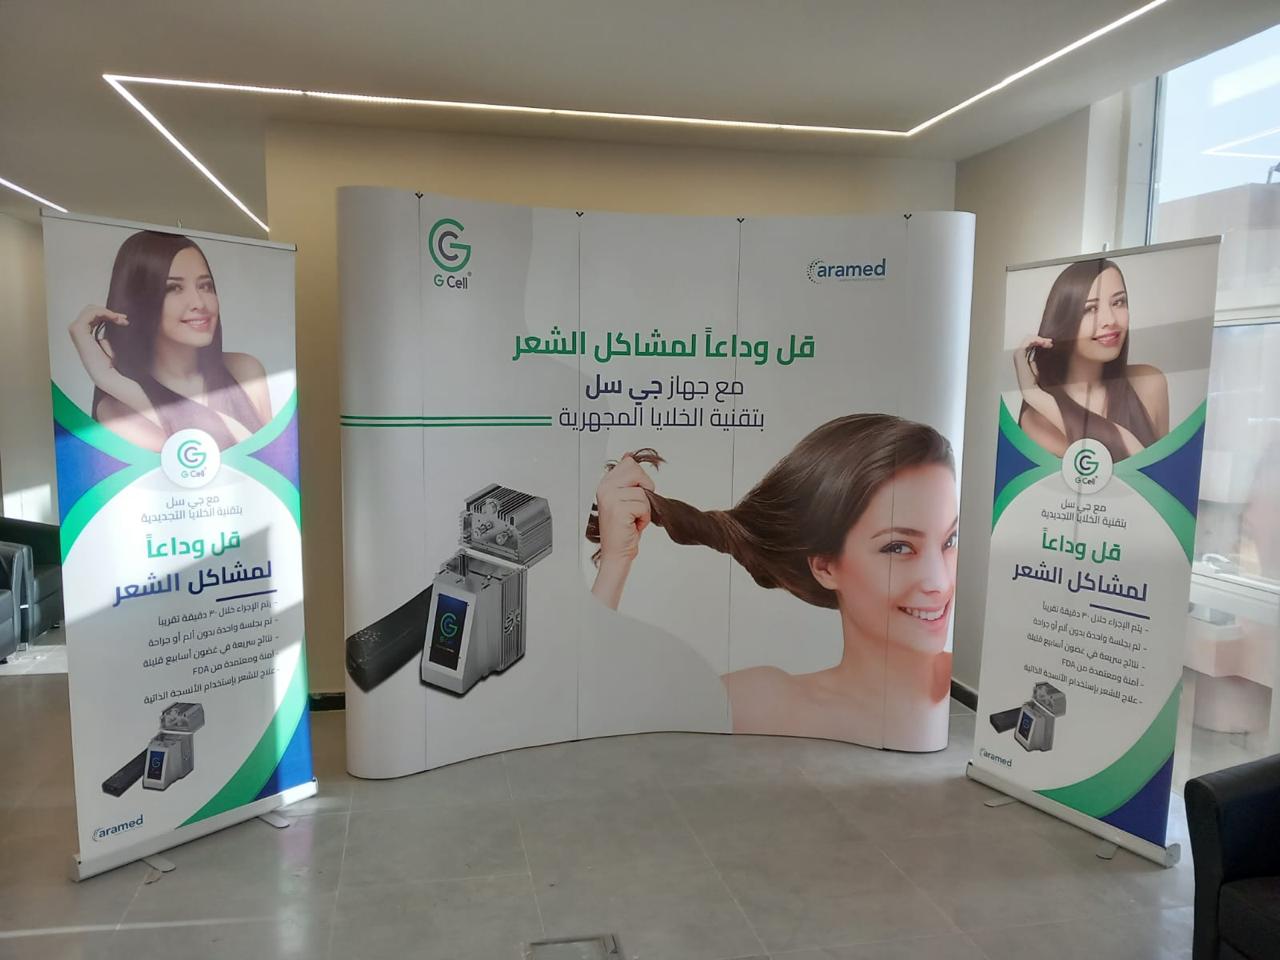 G Cell®
aramed
قل وداعاً لمشاكل الشعر
مع جهاز جي سل
بتقنية الخلايا المجهرية
G Cell
G Cell®
مع جي سل
بتقنية الخلايا التجديدية
قل وداعاً
لمشاكل الشعر
- يتم الإجراء خلال ٣٠ دقيقة تقريباً
- تم بجلسة واحدة بدون ألم أو جراحة
- نتائج سريعة في غضون أسابيع قليلة
- آمنة ومعتمدة من FDA
- علاج للشعر بإستخدام الأنسجة الذاتية
aramed
G Cell®
مع جي سل
بتقنية الخلايا التجديدية
قل وداعاً
لمشاكل الشعر
- يتم الإجراء خلال ٣٠ دقيقة تقريباً
- تم بجلسة واحدة بدون ألم أو جراحة
- نتائج سريعة في غضون أسابيع قليلة
- آمنة ومعتمدة من FDA
- علاج للشعر بإستخدام الأنسجة الذاتية
aramed